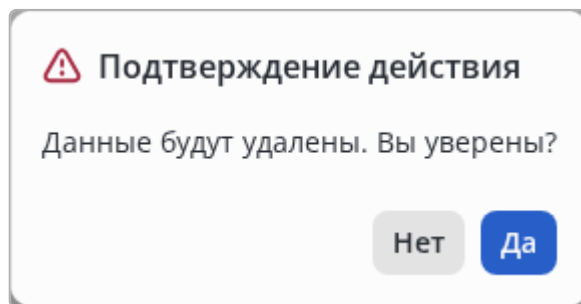 Подтверждение действия
Данные будут удалены. Вы уверены?
Нет
Да